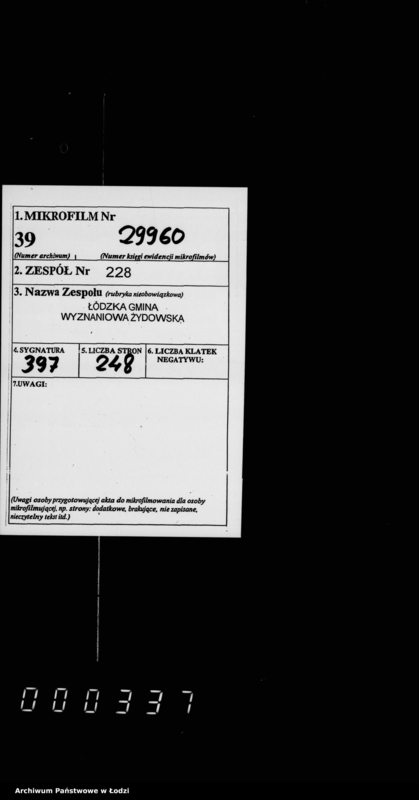 1. MIKROFILM Nr
39 29960
(Numer archiwum) (Numer księgi ewidencji mikrofilmów)
2. ZESPÓŁ Nr 228
3. Nazwa Zespołu (rubryka nieobowiązkowa)
ŁÓDZKA GMINA
WYZNANIOWA ŻYDOWSKA
4. SYGNATURA 5. LICZBA STRON 6. LICZBA KLATEK
397 248 NEGATYWU:
7.UWAGI:
(Uwagi osoby przygotowującej akta do mikrofilmowania dla osoby
mikrofilmującej, np. strony: dodatkowe, brakujące, nie zapisane,
nieczytelny tekst itd.)
000337
Archiwum Państwowe w Łodzi